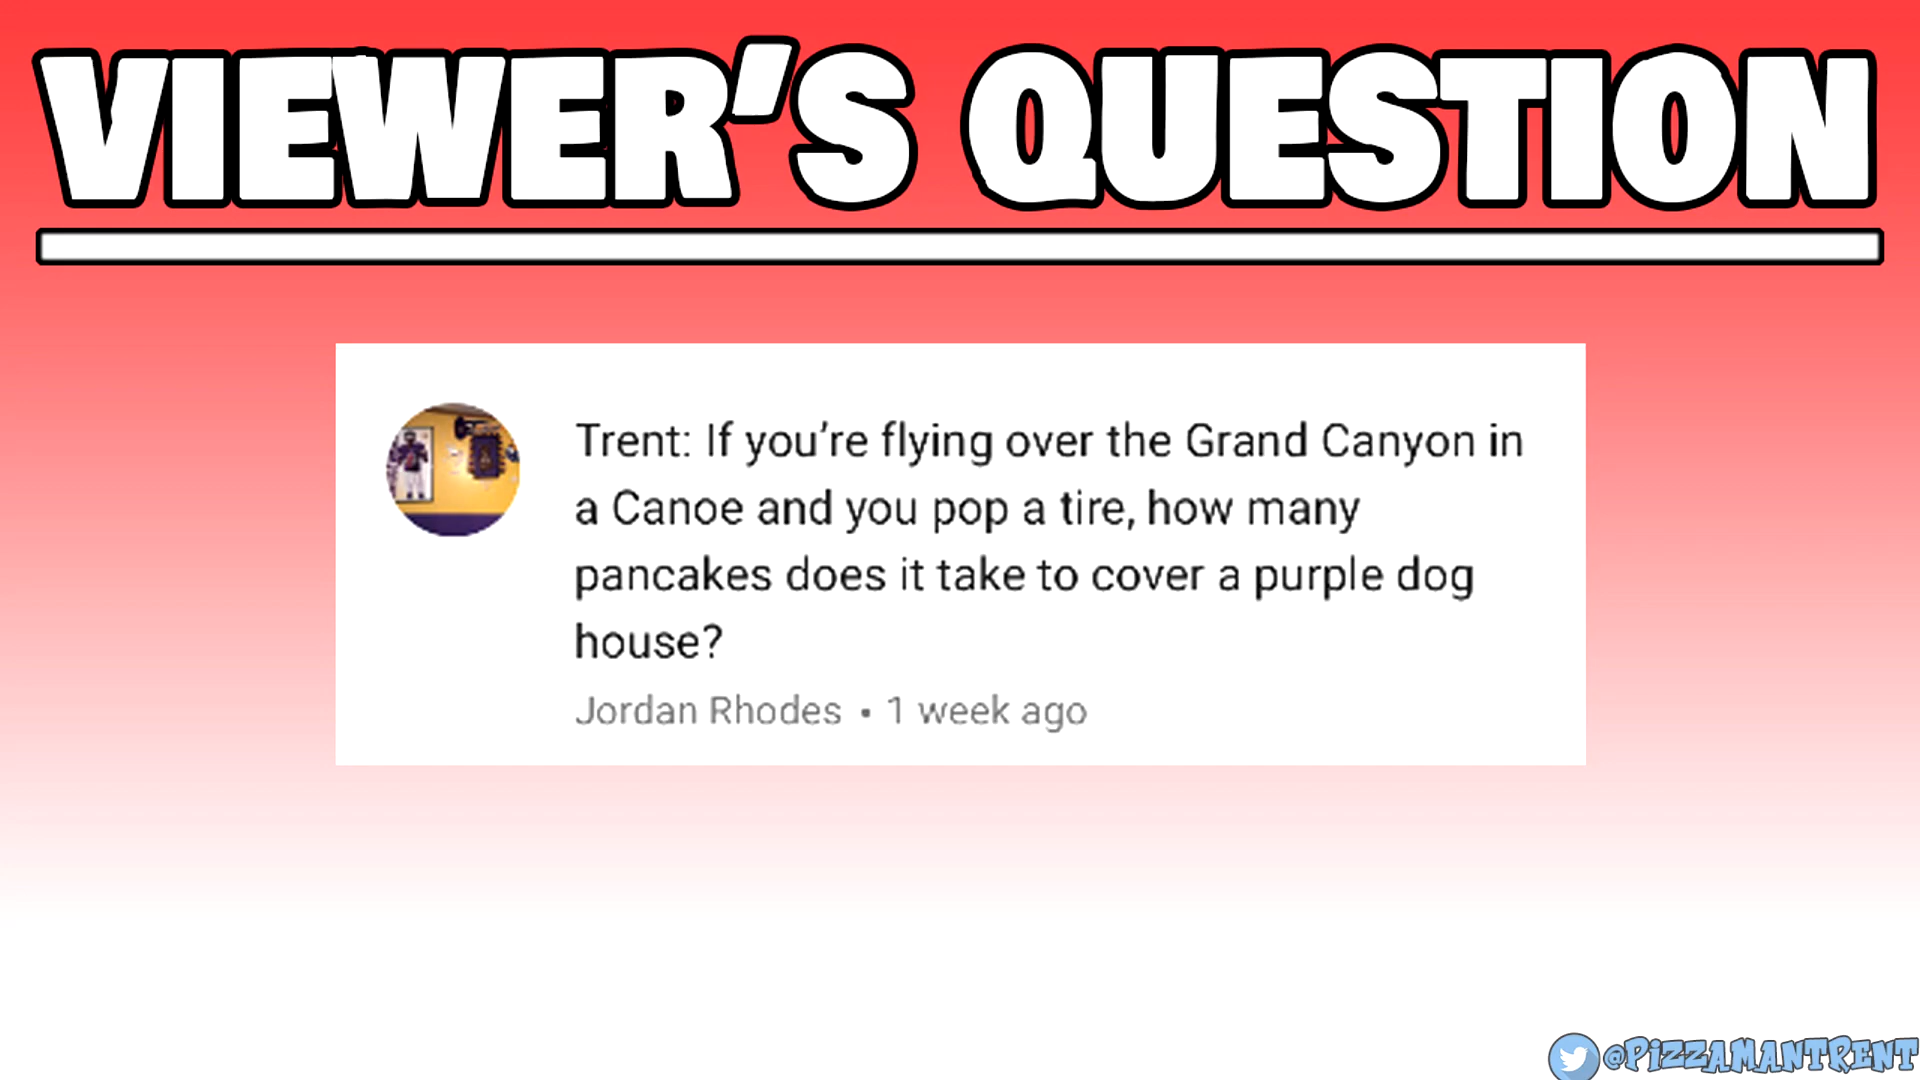 VIEWER'S QUESTION
Trent: If you're flying over the Grand Canyon in
a Canoe and you pop a tire, how many
pancakes does it take to cover a purple dog
house?
Jordan Rhodes • 1 week ago
@PIZZAMANTRENT